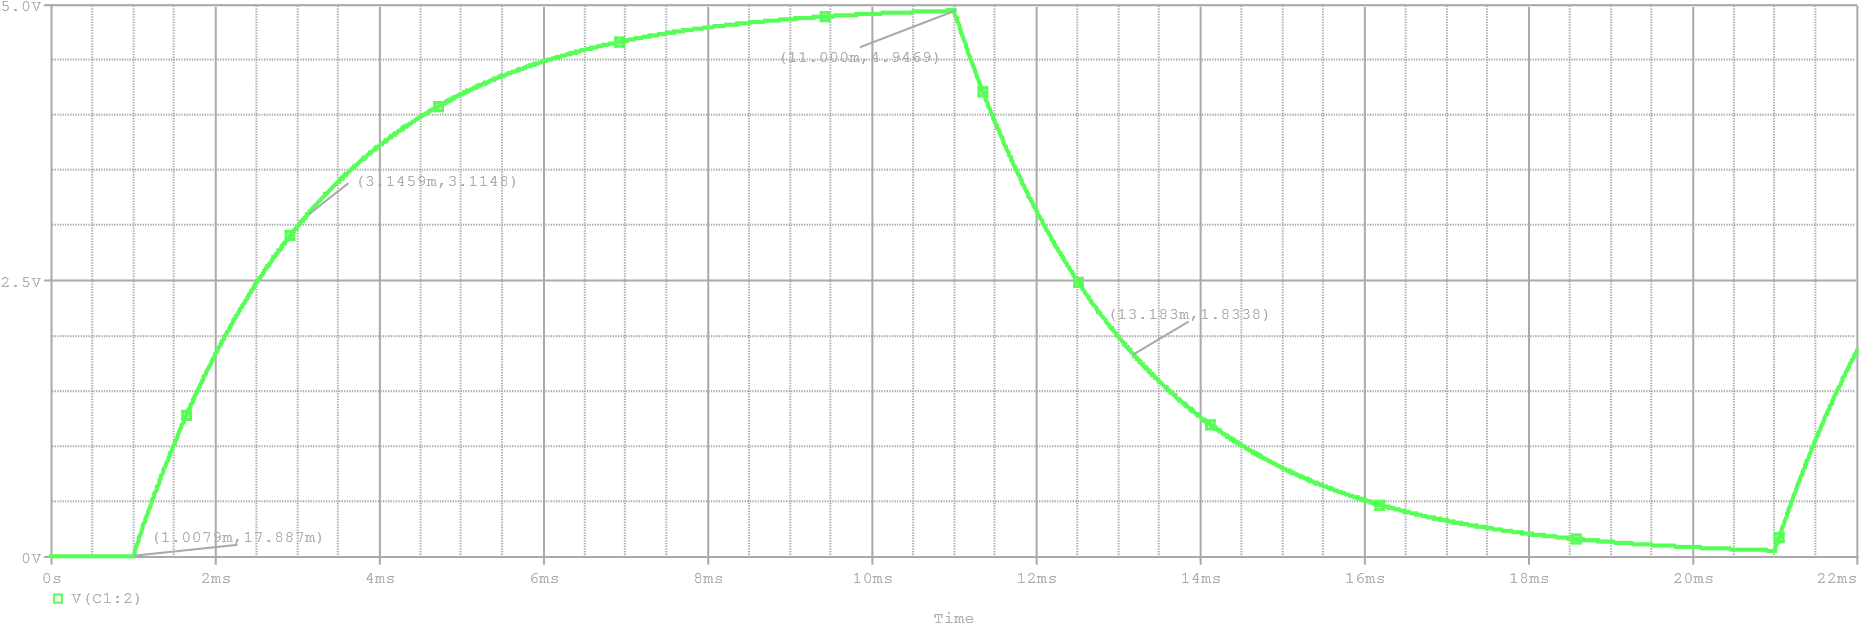 5.0V
(11.000m,4.9469)
(3.1459m,3.1148)
2.5V
(13.183m,1.8338)
(1.0079m,17.887m)
0V
0s 2ms 4ms 6ms 8ms 10ms 12ms 14ms 16ms 18ms 20ms 22ms
V(C1:2)
Time